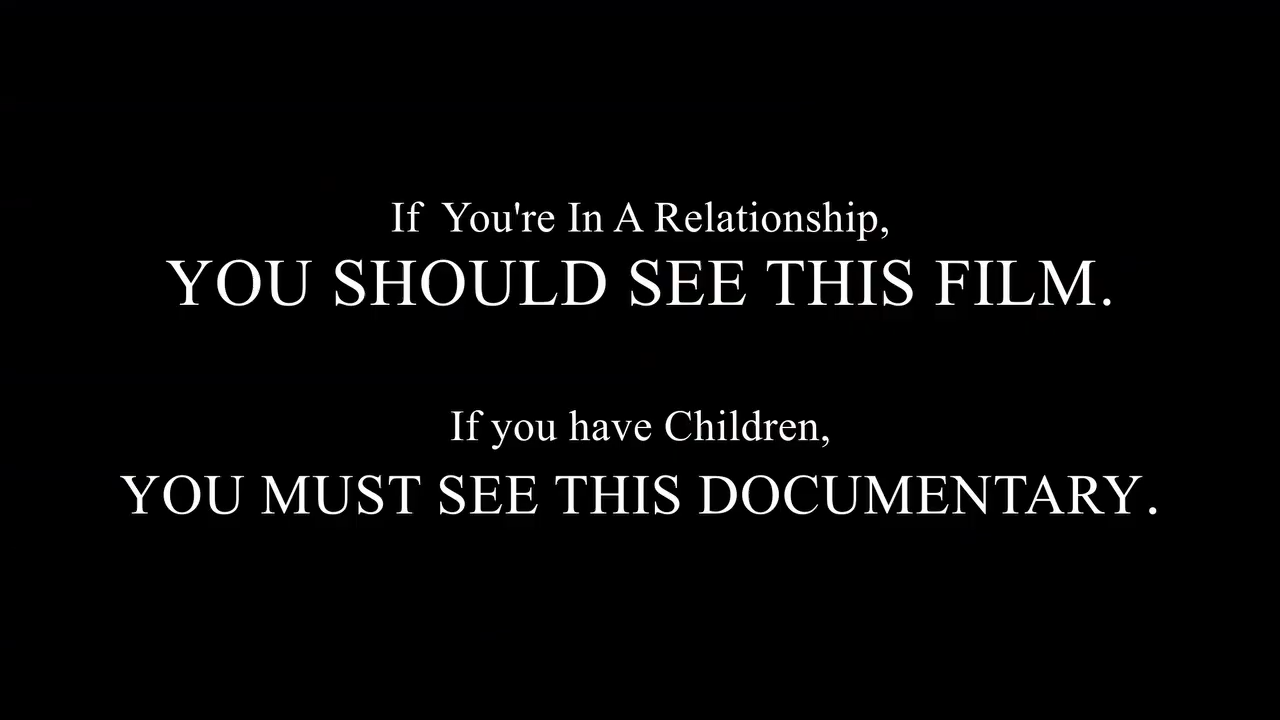 If You're In A Relationship,
YOU SHOULD SEE THIS FILM.
If you have Children,
YOU MUST SEE THIS DOCUMENTARY.